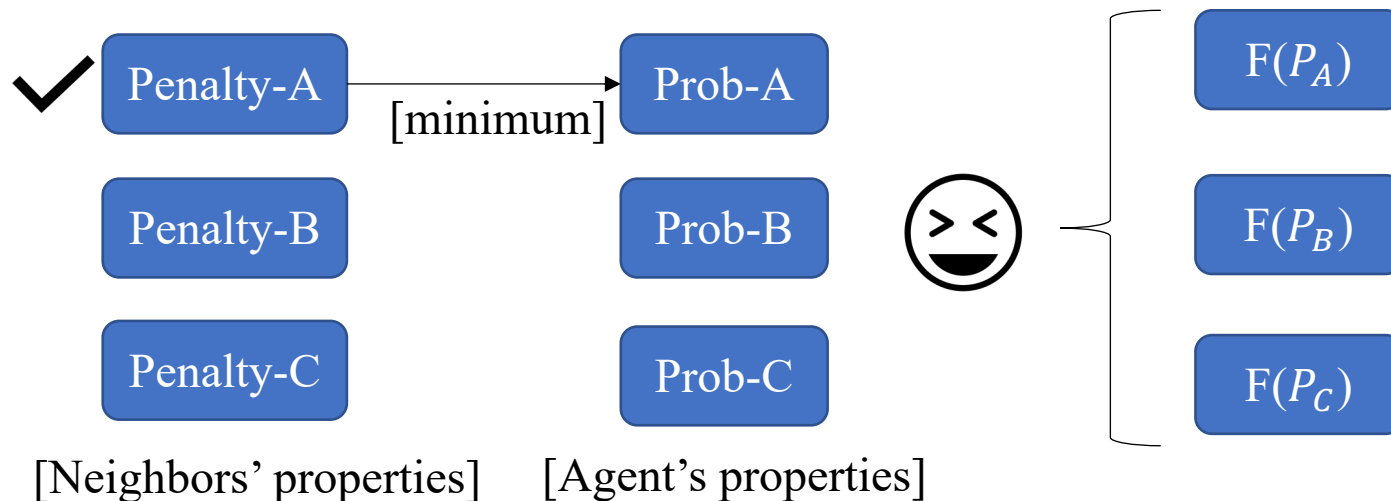 Penalty-A
[minimum]
Prob-A
F(P_A)
Penalty-B
Prob-B
F(P_B)
Penalty-C
Prob-C
F(P_C)
[Neighbors’ properties]
[Agent’s properties]